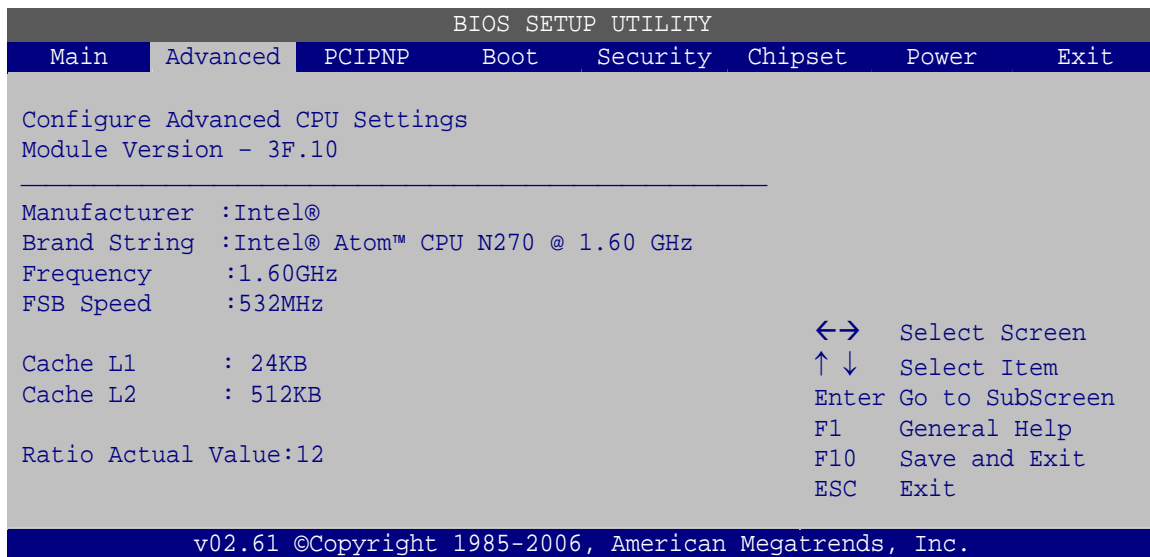 BIOS SETUP UTILITY
Main Advanced PCIPNP Boot Security Chipset Power Exit
Configure Advanced CPU Settings
Module Version – 3F.10
Manufacturer :Intel®
Brand String :Intel® Atom™ CPU N270 @ 1.60 GHz
Frequency :1.60GHz
FSB Speed :532MHz
Cache L1 : 24KB
Cache L2 : 512KB
Ratio Actual Value:12
←→ Select Screen
↑ ↓ Select Item
Enter Go to SubScreen
F1 General Help
F10 Save and Exit
ESC Exit
v02.61 ©Copyright 1985-2006, American Megatrends, Inc.